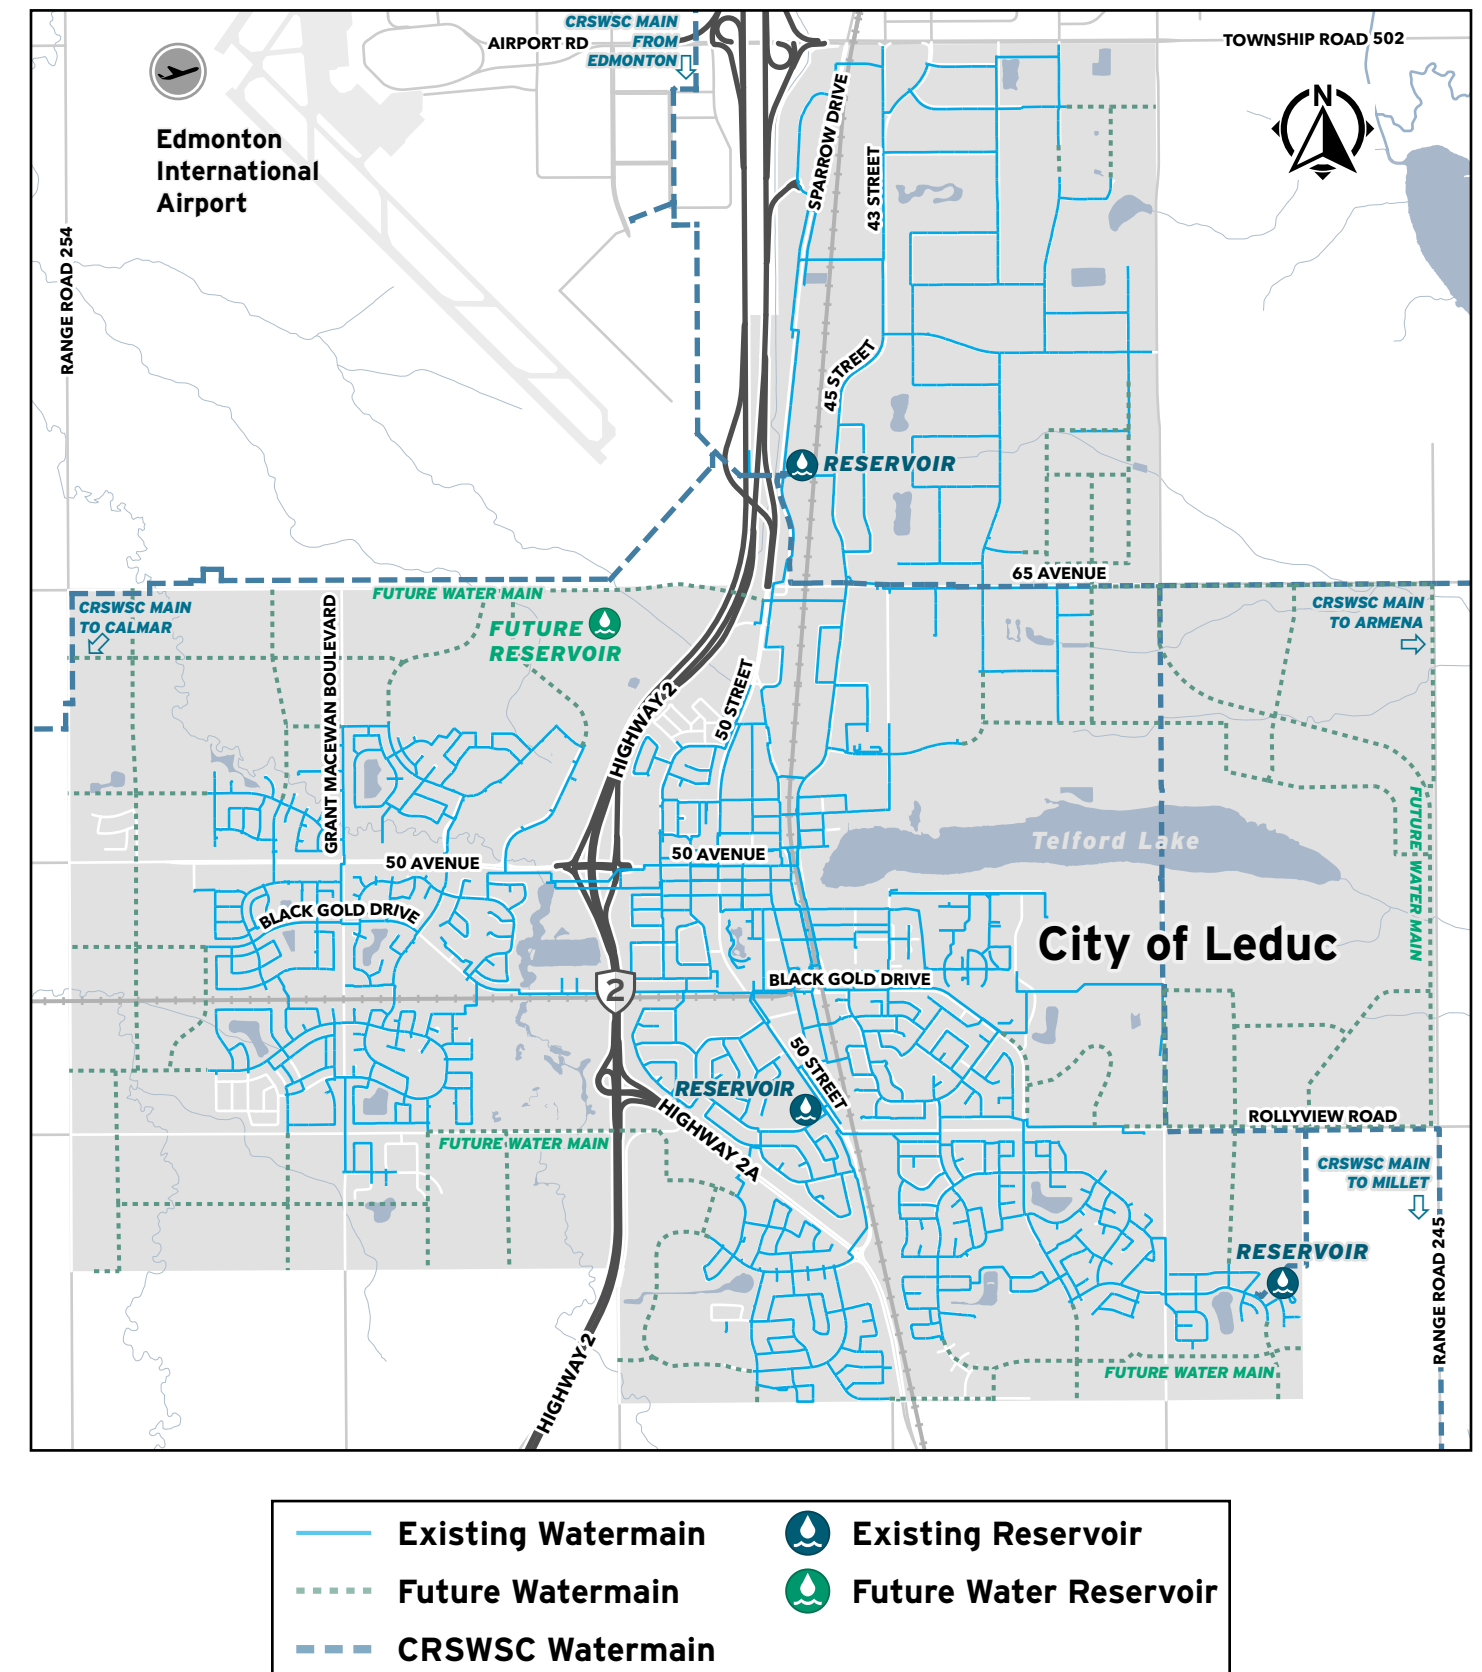 CRSWSC MAIN
FROM
EDMONTON
AIRPORT RD
TOWNSHIP ROAD 502
N
Edmonton
International
Airport
SPARROW DRIVE
43 STREET
RANGE ROAD 254
45 STREET
RESERVOIR
65 AVENUE
FUTURE WATER MAIN
CRSWSC MAIN
TO CALMAR
FUTURE
RESERVOIR
CRSWSC MAIN
TO ARMENA
GRANT MACEWAN BOULEVARD
HIGHWAY 2
50 STREET
FUTURE WATER MAIN
Telford Lake
50 AVENUE
50 AVENUE
BLACK GOLD DRIVE
City of Leduc
BLACK GOLD DRIVE
2
50 STREET
RESERVOIR
HIGHWAY 2A
ROLLYVIEW ROAD
FUTURE WATER MAIN
CRSWSC MAIN
TO MILLET
RANGE ROAD 245
RESERVOIR
HIGHWAY 2
FUTURE WATER MAIN
Existing Watermain
Existing Reservoir
Future Watermain
Future Water Reservoir
CRSWSC Watermain